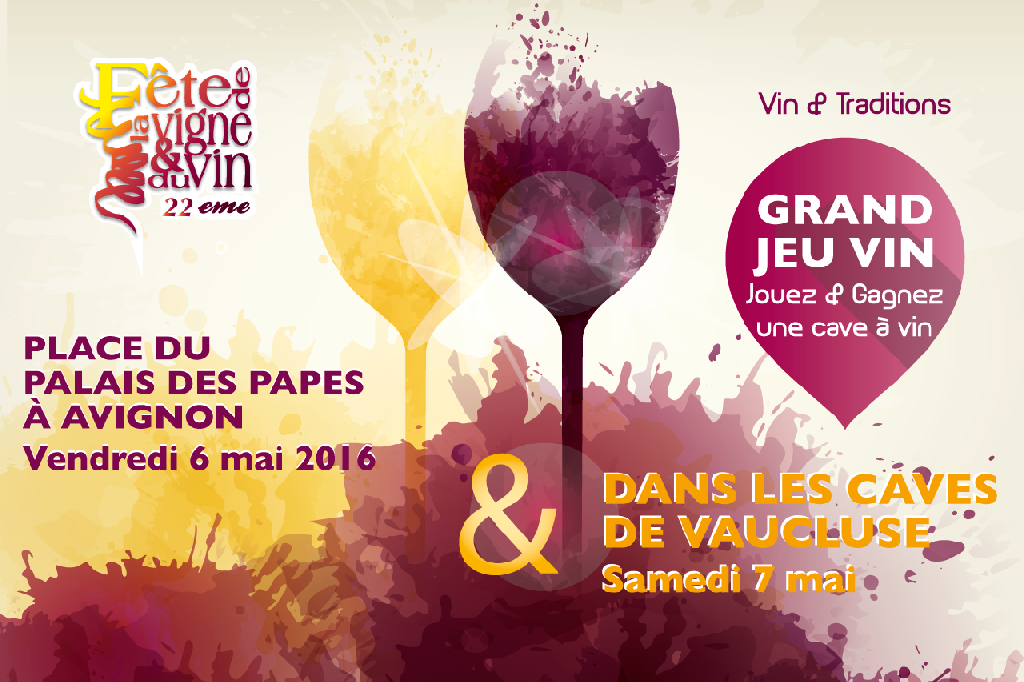 Fête de
la vigne
& du vin
22 eme
Vin & Traditions
GRAND
JEU VIN
Jouez & Gagnez
une cave à vin
PLACE DU
PALAIS DES PAPES
À AVIGNON
Vendredi 6 mai 2016
&
DANS LES CAVES
DE VAUCLUSE
Samedi 7 mai